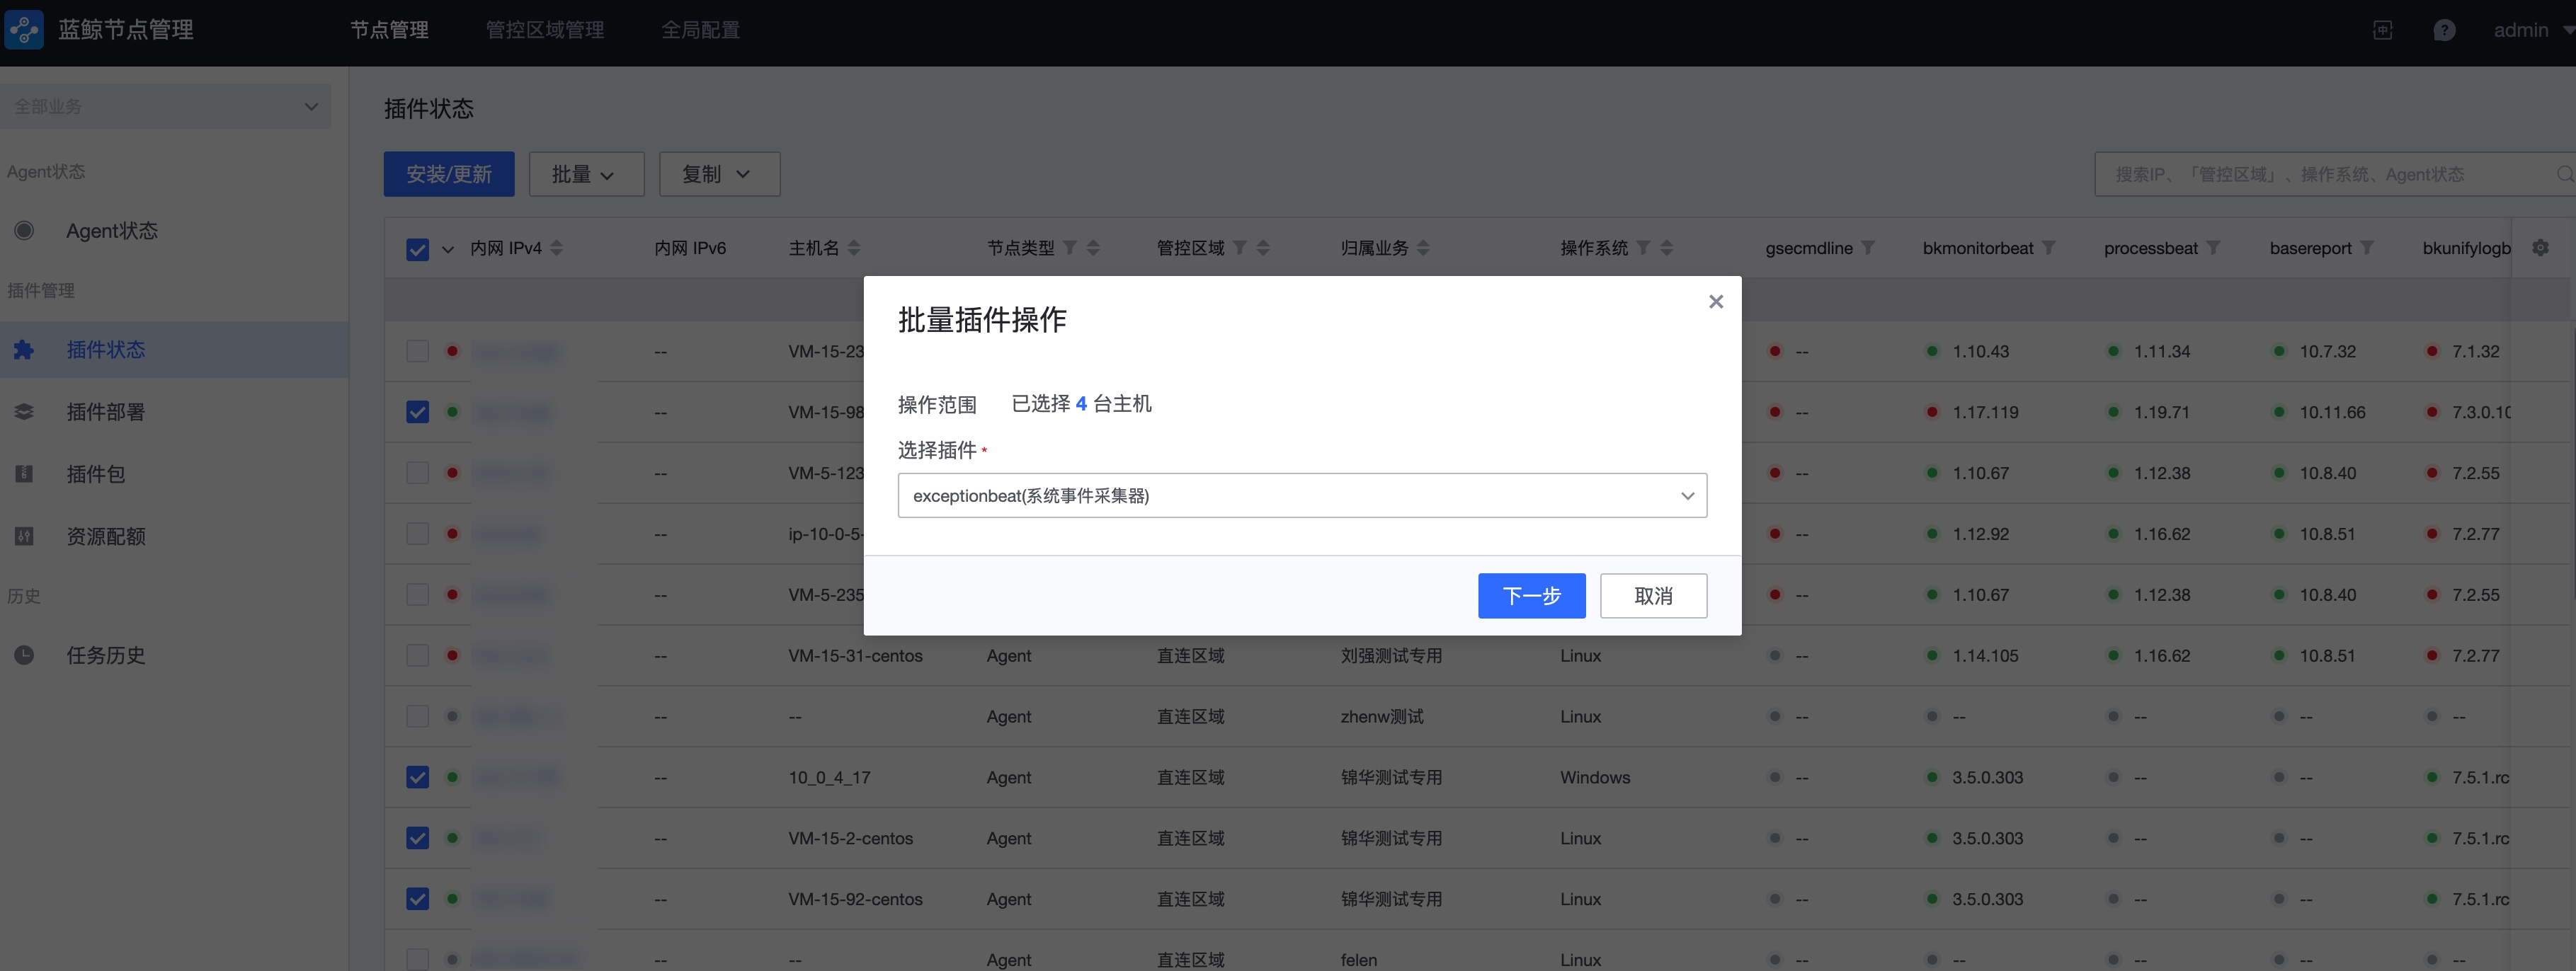 蓝鲸节点管理
节点管理 管控区域管理 全局配置
admin
全部业务
Agent状态
Agent状态
插件管理
插件状态
插件部署
插件包
资源配额
历史
任务历史
插件状态
安装/更新 批量 复制
搜索IP、「管控区域」、操作系统、Agent状态
内网 IPv4 内网 IPv6 主机名 节点类型 管控区域 归属业务 操作系统 gsecmdline bkmonitorbeat processbeat basereport bkunifylogb
批量插件操作
操作范围 已选择 4 台主机
选择插件 *
exceptionbeat(系统事件采集器)
下一步 取消
-- VM-15-23 -- 1.10.43 1.11.34 10.7.32 7.1.32
-- VM-15-98 -- 1.17.119 1.19.71 10.11.66 7.3.0.10
-- VM-5-123 -- 1.10.67 1.12.38 10.8.40 7.2.55
-- ip-10-0-5- -- 1.12.92 1.16.62 10.8.51 7.2.77
-- VM-5-235 -- 1.10.67 1.12.38 10.8.40 7.2.55
-- VM-15-31-centos Agent 直连区域 刘强测试专用 Linux -- 1.14.105 1.16.62 10.8.51 7.2.77
-- -- Agent 直连区域 zhenw测试 Linux -- -- -- -- --
-- 10_0_4_17 Agent 直连区域 锦华测试专用 Windows -- 3.5.0.303 -- -- 7.5.1.rc
-- VM-15-2-centos Agent 直连区域 锦华测试专用 Linux -- 3.5.0.303 -- -- 7.5.1.rc
-- VM-15-92-centos Agent 直连区域 锦华测试专用 Linux -- 3.5.0.303 -- -- 7.5.1.rc
-- -- Agent 直连区域 felen Linux -- -- -- -- --